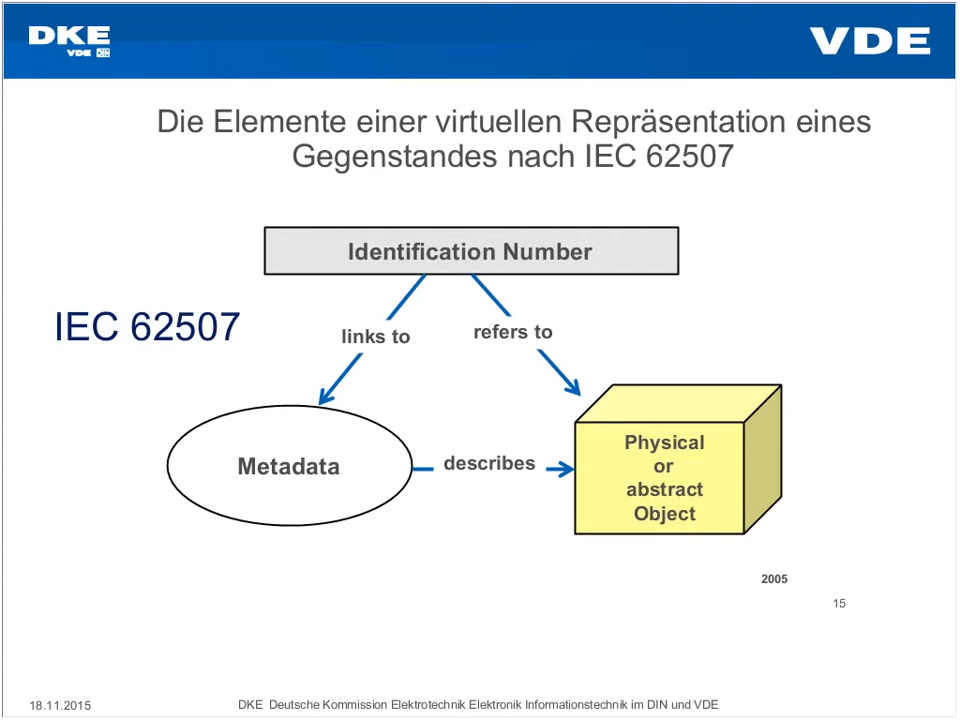 DKE
VDE DIN
VDE
Die Elemente einer virtuellen Repräsentation eines
Gegenstandes nach IEC 62507
Identification Number
IEC 62507
links to
refers to
Metadata
describes
Physical
or
abstract
Object
2005
15
18.11.2015
DKE Deutsche Kommission Elektrotechnik Elektronik Informationstechnik im DIN und VDE